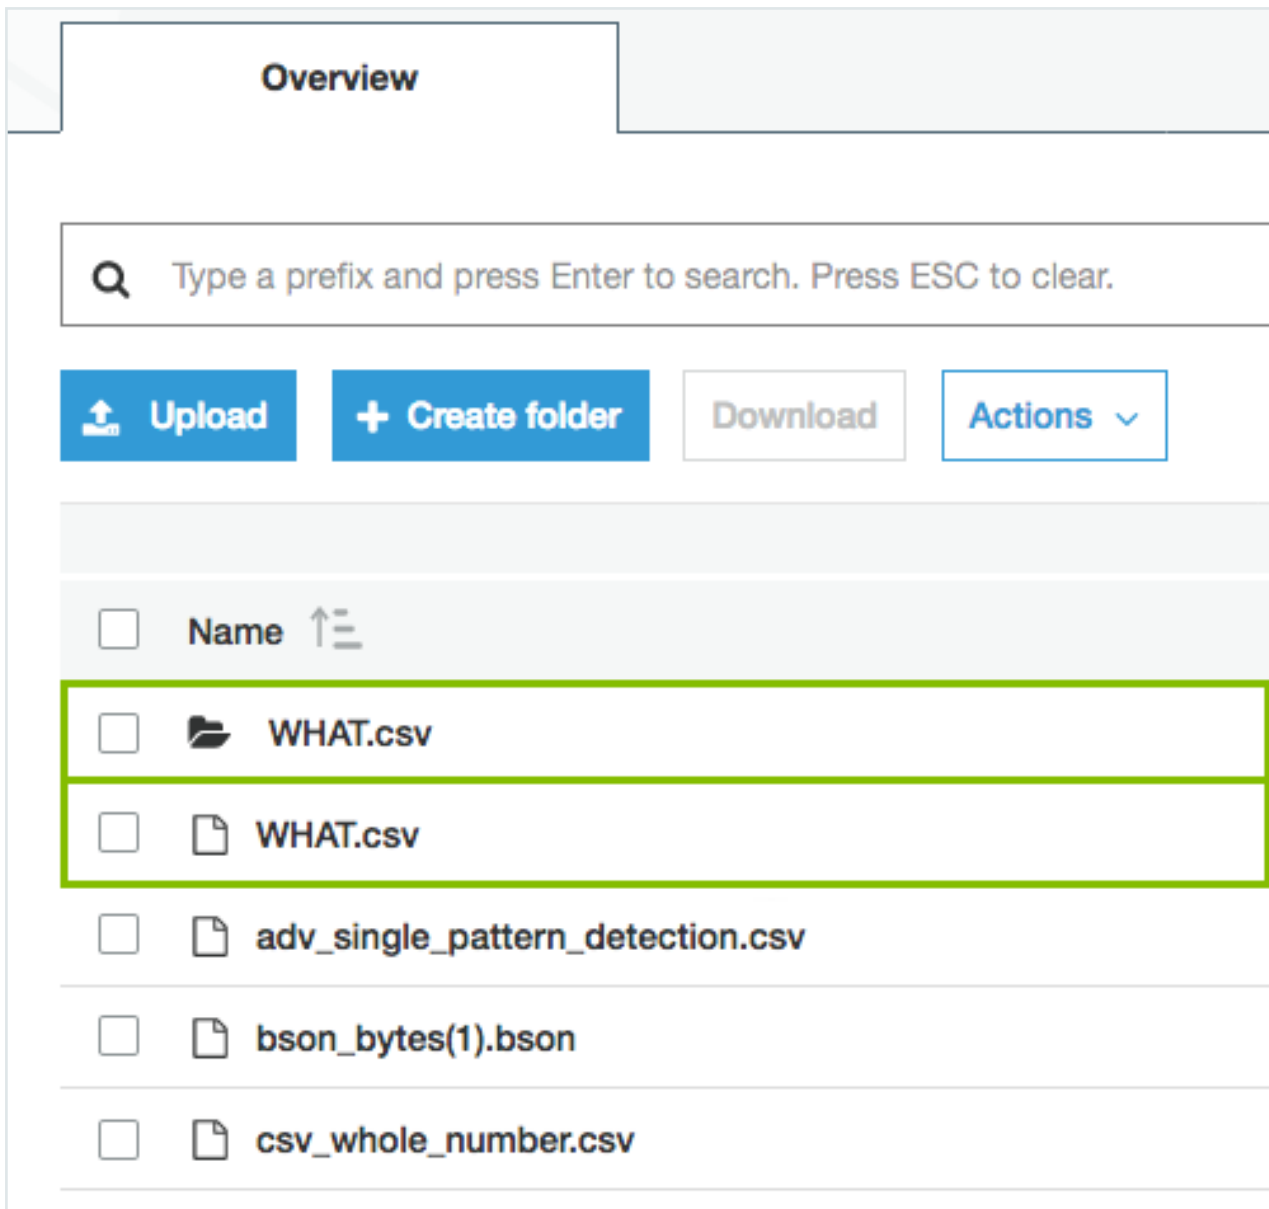 Overview
Type a prefix and press Enter to search. Press ESC to clear.
Upload Create folder Download Actions
Name
WHAT.csv
WHAT.csv
adv_single_pattern_detection.csv
bson_bytes(1).bson
csv_whole_number.csv